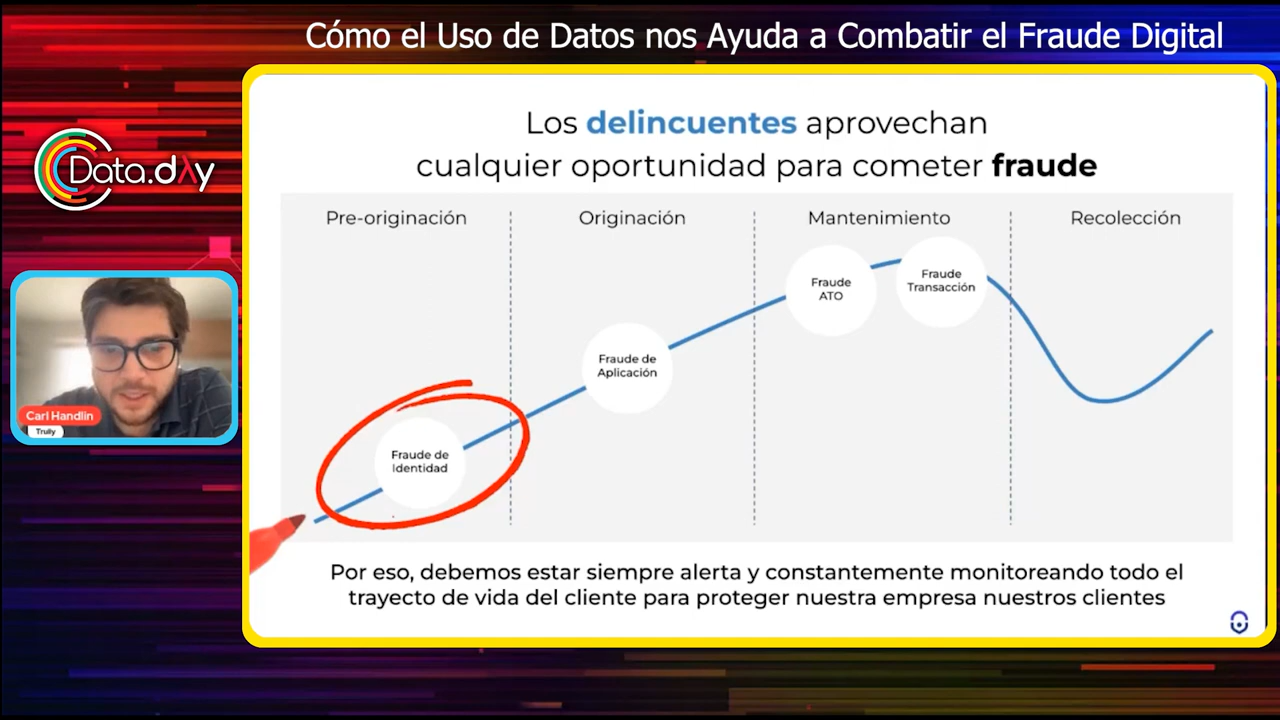 Cómo el Uso de Datos nos Ayuda a Combatir el Fraude Digital
Data.dAy
Carl Handlin
Trully
Los delincuentes aprovechan
cualquier oportunidad para cometer fraude
Pre-originación
Originación
Mantenimiento
Recolección
Fraude de
Identidad
Fraude de
Aplicación
Fraude
ATO
Fraude
Transacción
Por eso, debemos estar siempre alerta y constantemente monitoreando todo el
trayecto de vida del cliente para proteger nuestra empresa nuestros clientes